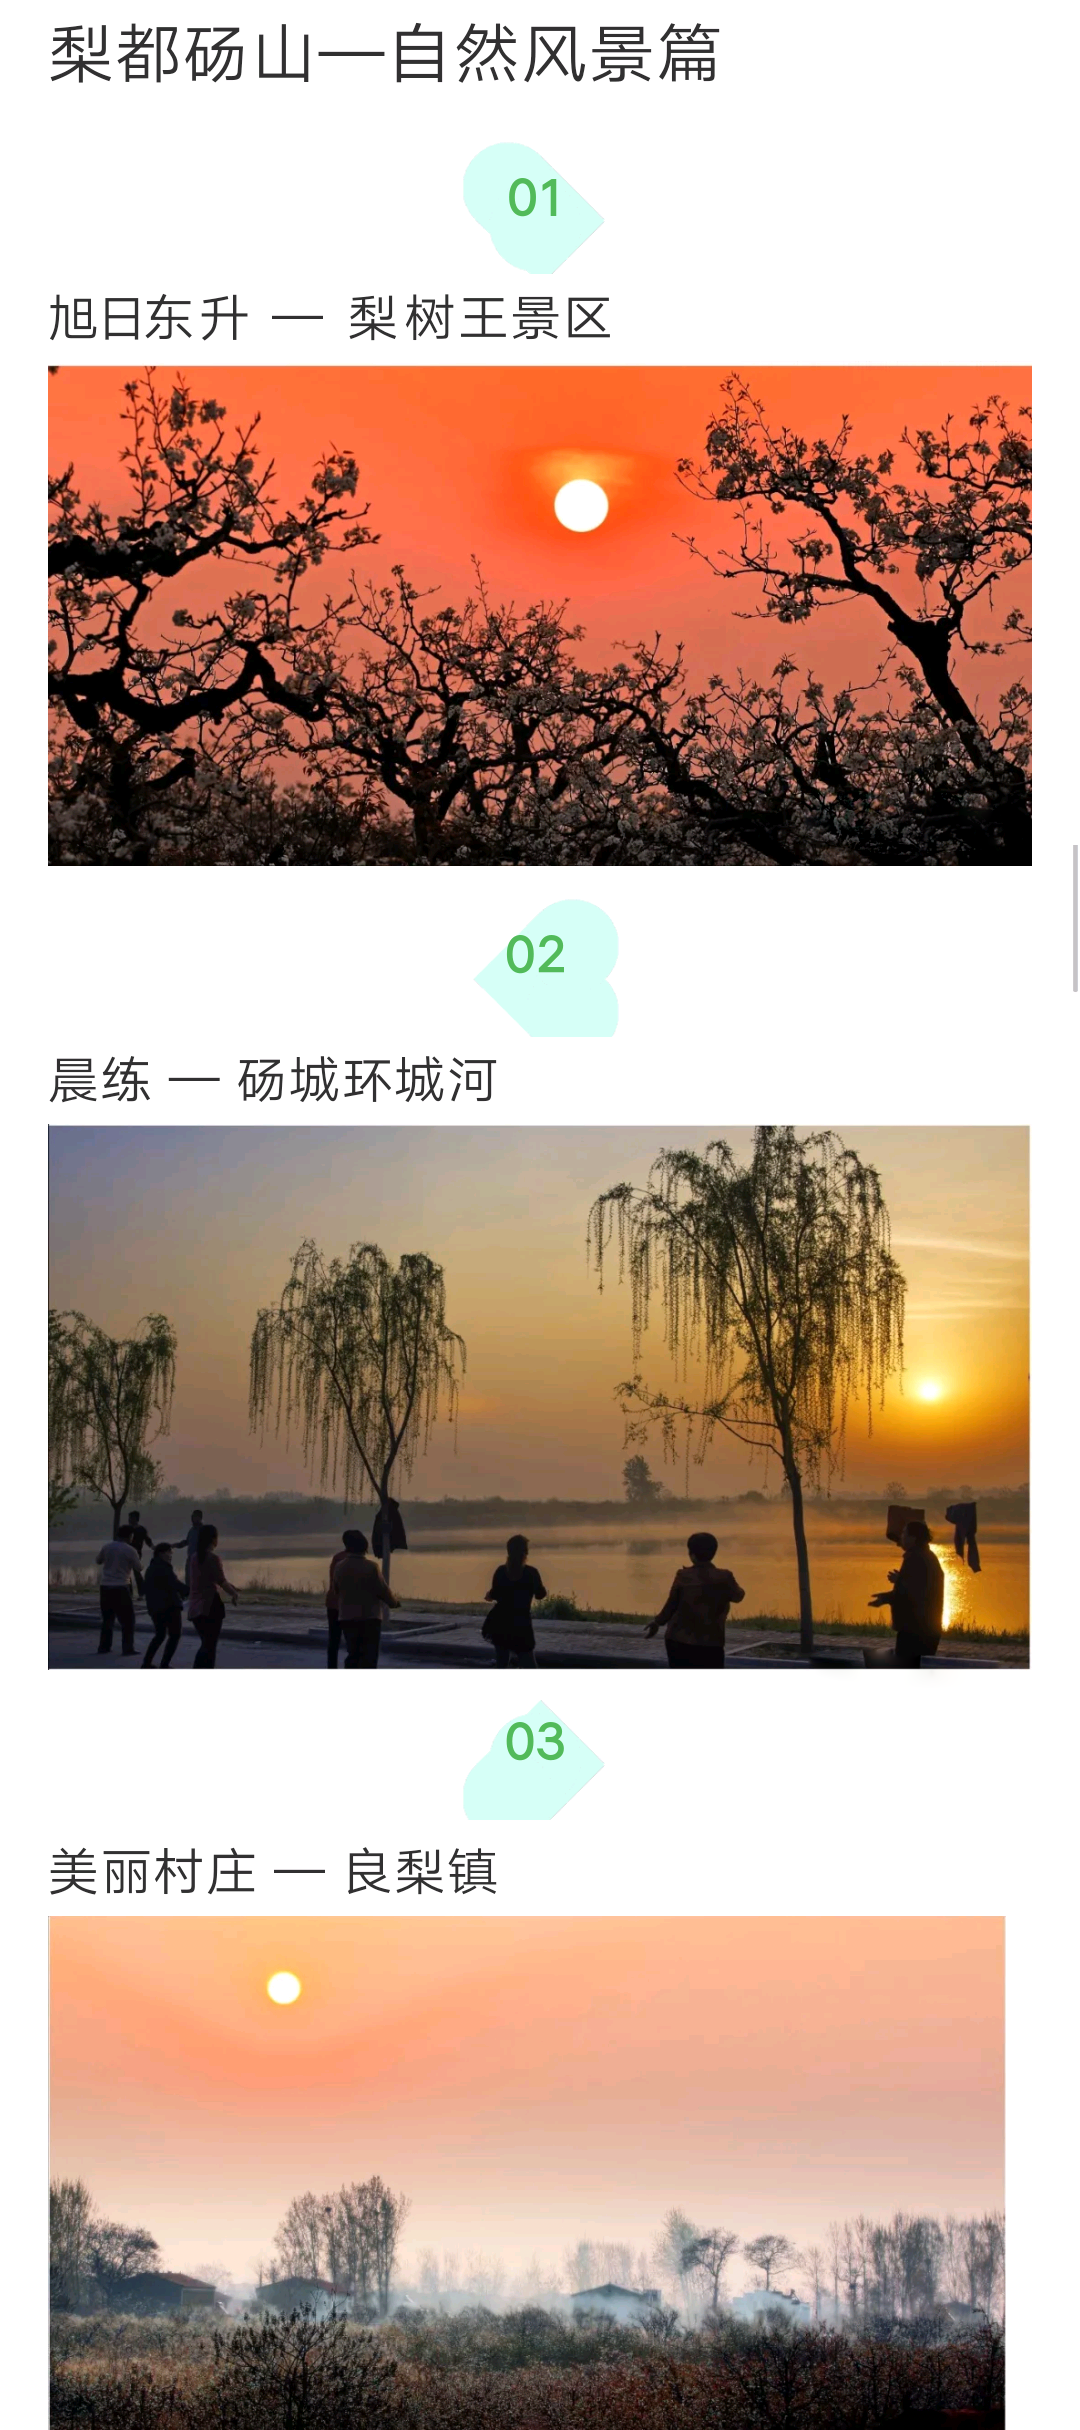 梨都砀山—自然风景篇
01
旭日东升 — 梨树王景区
02
晨练 — 砀城环城河
03
美丽村庄 — 良梨镇